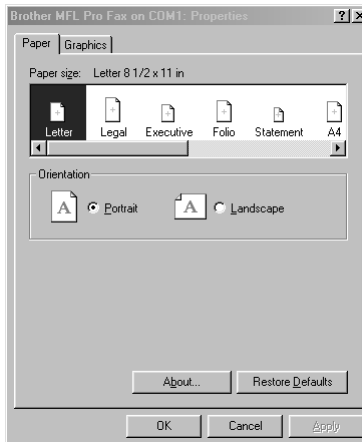 Brother MFL Pro Fax on COM1: Properties
Paper Graphics
Paper size: Letter 8 1/2 x 11 in
Letter Legal Executive Folio Statement A4
Orientation
A Portrait A Landscape
About... Restore Defaults
OK Cancel Apply